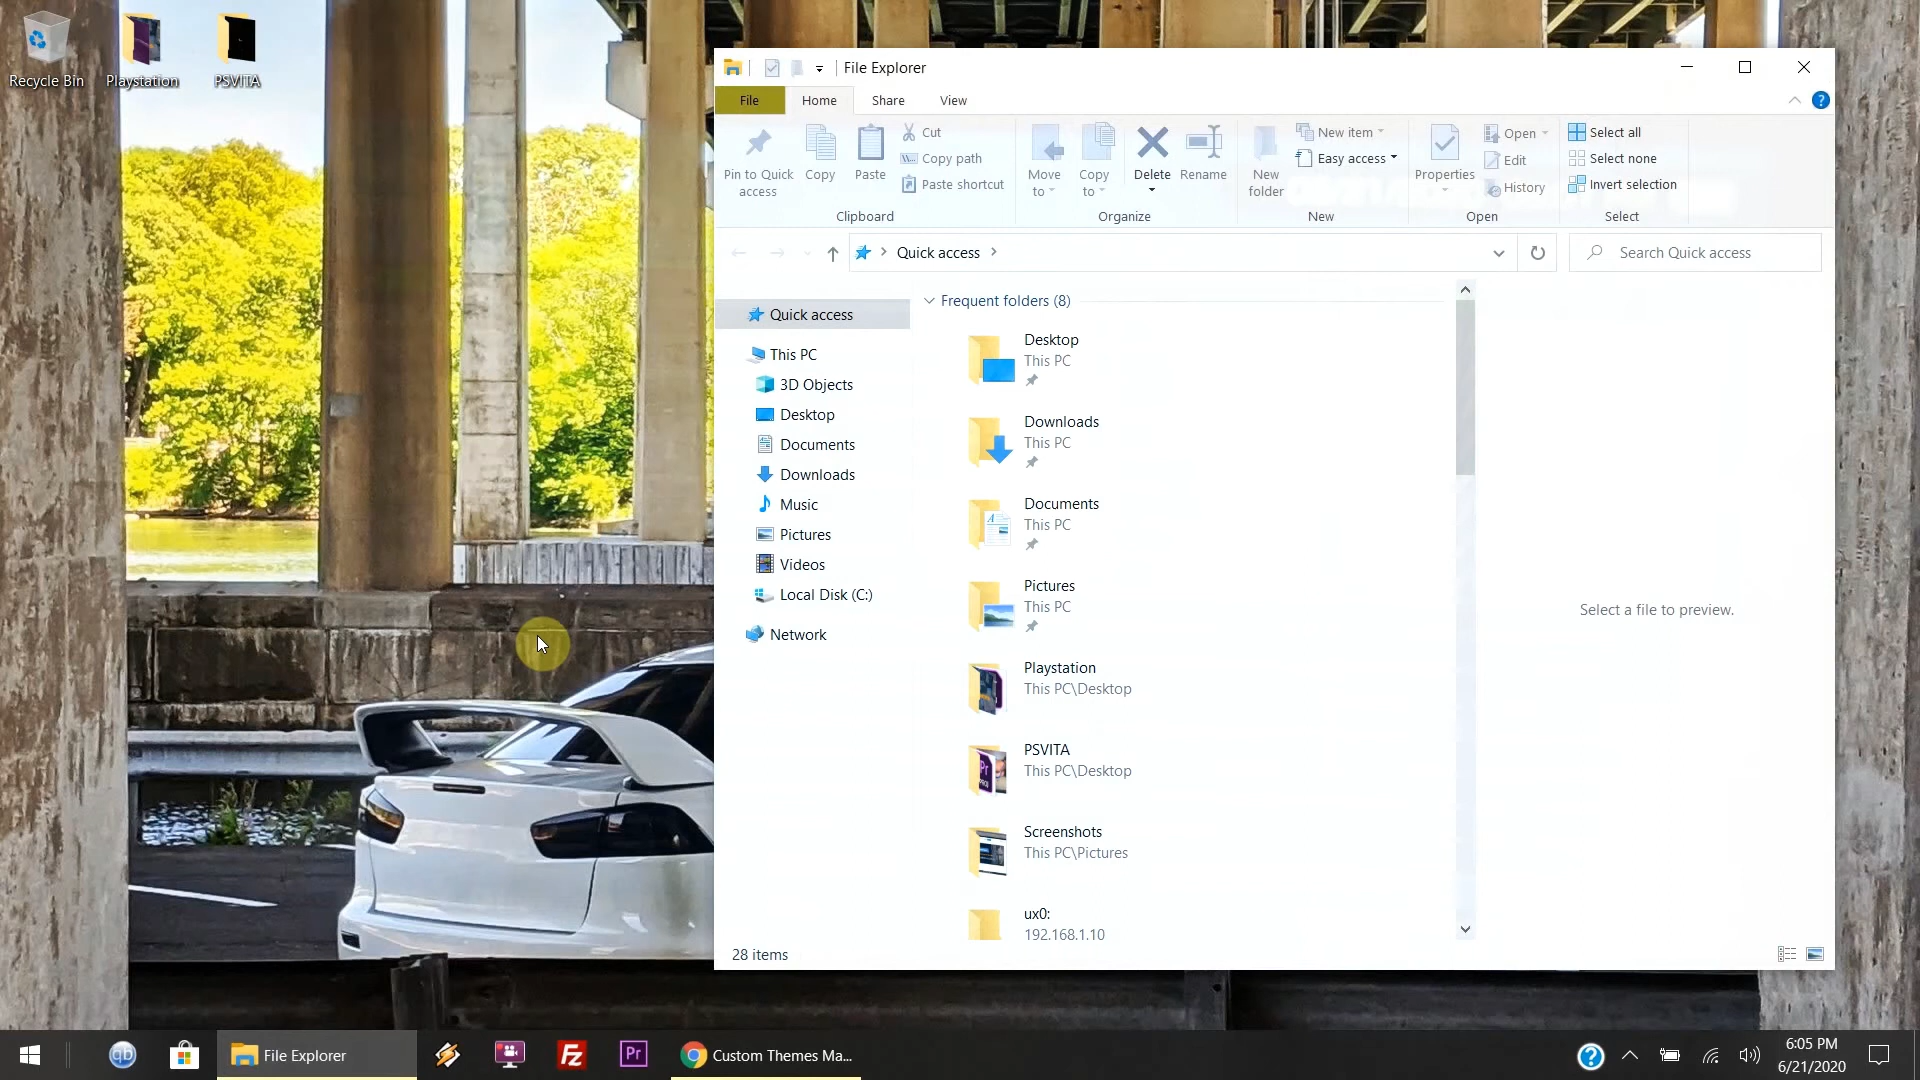 Recycle Bin
Playstation
PSVITA
File Explorer
File
Home
Share
View
Pin to Quick access
Copy
Paste
Cut
Copy path
Paste shortcut
Clipboard
Move to
Copy to
Delete
Rename
Organize
New folder
New item
Easy access
New
Properties
Open
Edit
History
Open
Select all
Select none
Invert selection
Select
Quick access
Search Quick access
Quick access
This PC
3D Objects
Desktop
Documents
Downloads
Music
Pictures
Videos
Local Disk (C:)
Network
Frequent folders (8)
Desktop
This PC
Downloads
This PC
Documents
This PC
Pictures
This PC
Playstation
This PC\Desktop
PSVITA
This PC\Desktop
Screenshots
This PC\Pictures
ux0:
192.168.1.10
Select a file to preview.
28 items
qb
File Explorer
Fz
Pr
Custom Themes Ma...
6:05 PM
6/21/2020